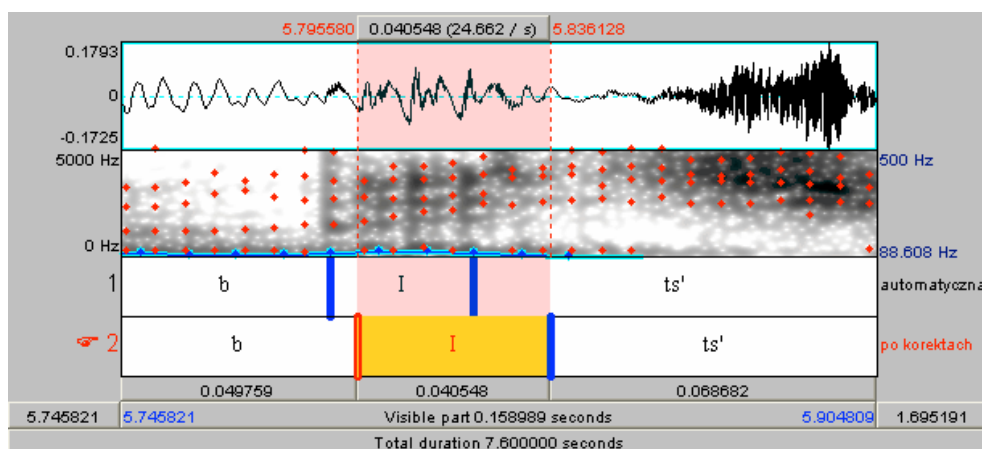 5.795580 0.040548 (24.662 / s) 5.836128
0.1793
0
-0.1725
5000 Hz 500 Hz
0 Hz 88.608 Hz
1 b I ts' automatyczna
☞ 2 b I ts' po korektach
0.049759 0.040548 0.068682
5.745821 5.745821 Visible part 0.158989 seconds 5.904809 1.695191
Total duration 7.600000 seconds